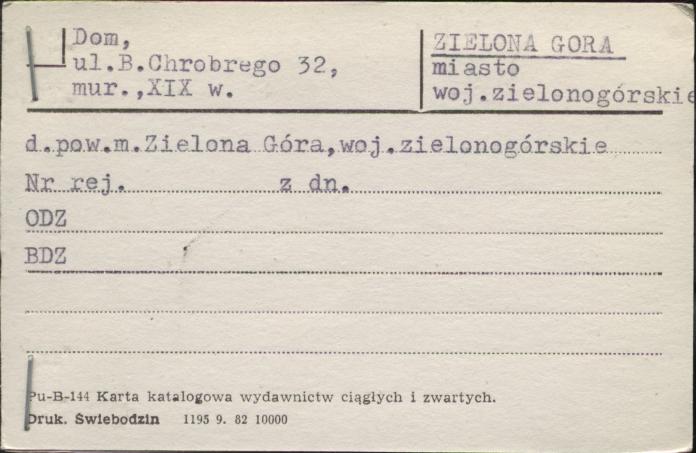 Dom,
ul.B.Chrobrego 32,
mur.,XIX w.
ZIELONA GORA
miasto
woj.zielonogórskie
d.pow.m.Zielona Góra,woj.zielonogórskie
Nr rej. z dn.
ODZ
BDZ
Pu-B-144 Karta katalogowa wydawnictw ciągłych i zwartych.
Druk. Świebodzin 1195 9. 82 10000